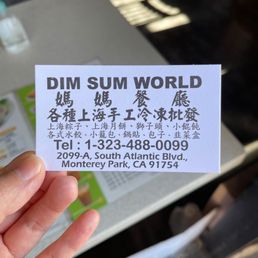 DIM SUM WORLD
媽媽餐廳
各種上海手工冷凍批發
上海粽子、上海月餅、獅子頭、小餛飩
各式水餃、小籠包、鍋貼、包子、韭菜盒
Tel : 1-323-488-0099
2099-A, South Atlantic Blvd.,
Monterey Park, CA 91754